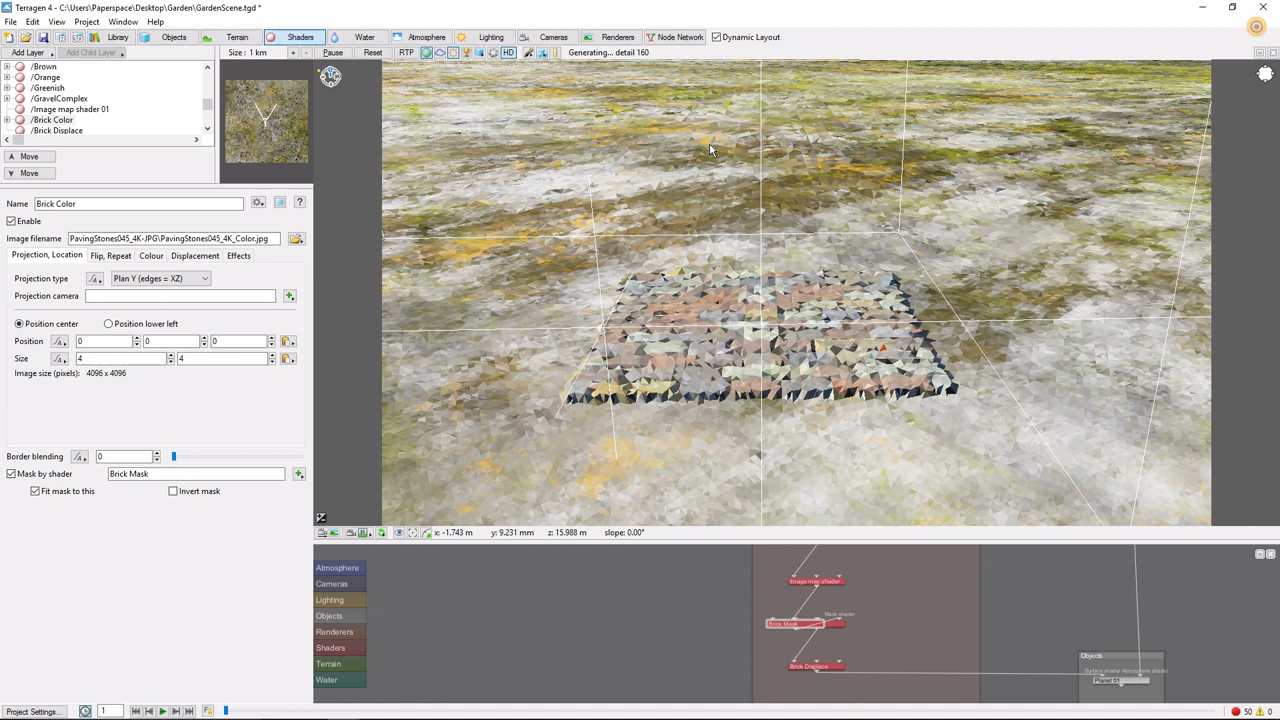 Terragen 4 - C:/Users/Paperspace/Desktop/Garden/GardenScene.tgd *
File Edit View Project Window Help
Library Objects Terrain Shaders Water Atmosphere Lighting Cameras Renderers Node Network Dynamic Layout
Add Layer Add Child Layer Size : 1 km + - Pause Reset RTP HD Generating... detail 160
/Brown
/Orange
/Greenish
/GravelComplex
/Image map shader 01
/Brick Color
/Brick Displace
Move
Move
Name Brick Color ?
Enable
Image filename PavingStones045_4K-JPG\PavingStones045_4K_Color.jpg
Projection, Location Flip, Repeat Colour Displacement Effects
Projection type Plan Y (edges = XZ)
Projection camera
Position center Position lower left
Position 0 0 0
Size 4 4
Image size (pixels): 4096 x 4096
Border blending 0
Mask by shader Brick Mask
Fit mask to this Invert mask
x: -1.743 m y: 9.231 mm z: 15.988 m slope: 0.00°
Atmosphere
Cameras
Lighting
Objects
Renderers
Shaders
Terrain
Water
Image map shader
Mask shader
Brick Mask
Brick Displace
Objects
Surface shader Atmosphere shader
Planet 01
Project Settings... 1 50 0